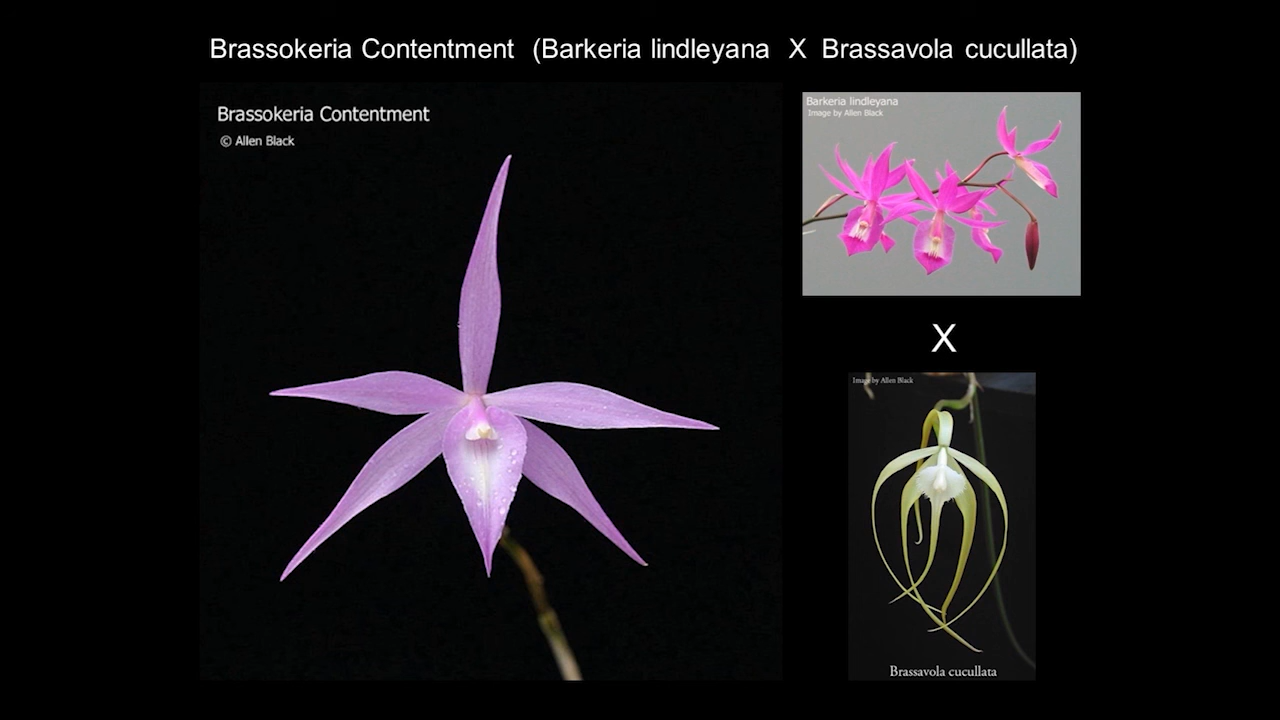 Brassokeria Contentment (Barkeria lindleyana X Brassavola cucullata)
Brassokeria Contentment
© Allen Black
Barkeria lindleyana
Image by Allen Black
X
Image by Allen Black
Brassavola cucullata